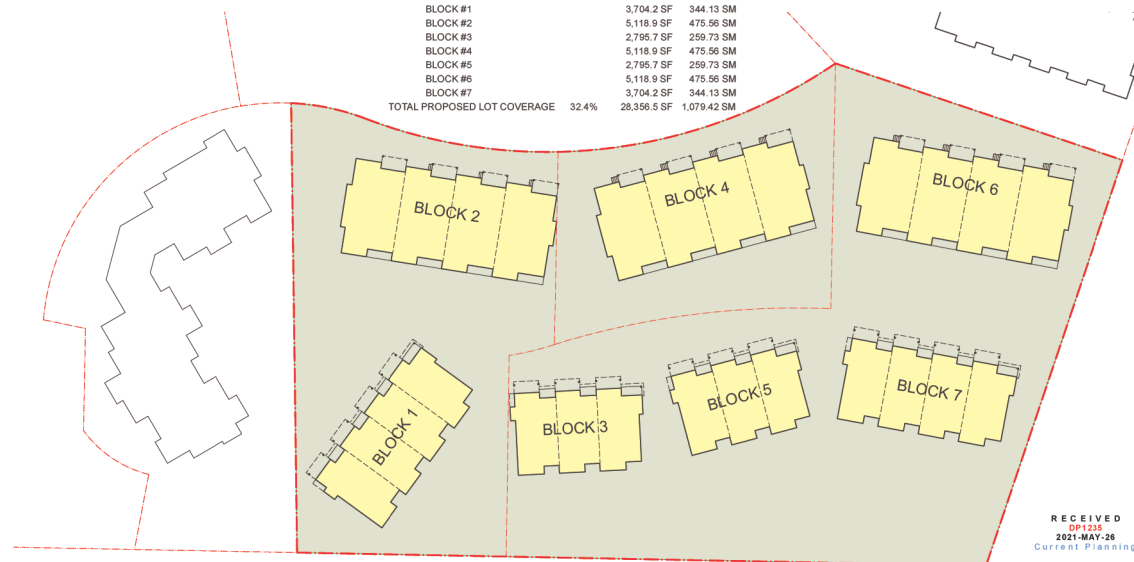 BLOCK #1 3,704.2 SF 344.13 SM
BLOCK #2 5,118.9 SF 475.56 SM
BLOCK #3 2,795.7 SF 259.73 SM
BLOCK #4 5,118.9 SF 475.56 SM
BLOCK #5 2,795.7 SF 259.73 SM
BLOCK #6 5,118.9 SF 475.56 SM
BLOCK #7 3,704.2 SF 344.13 SM
TOTAL PROPOSED LOT COVERAGE 32.4% 28,356.5 SF 1,079.42 SM
BLOCK 2
BLOCK 4
BLOCK 6
BLOCK 1
BLOCK 3
BLOCK 5
BLOCK 7
RECEIVED
DP1235
2021-MAY-26
Current Planning